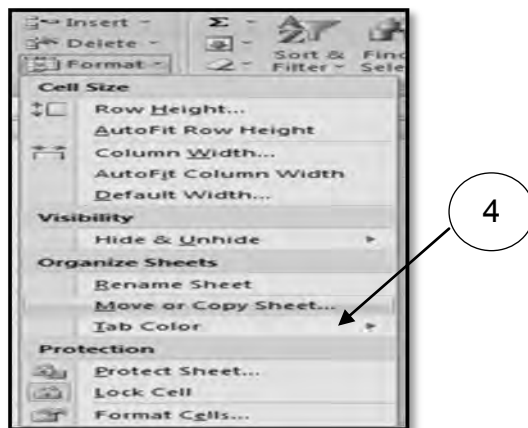 Insert
Delete
Format
Σ
A
Z
Sort &
Filter
Fin
Sele
Cell Size
Row Height...
AutoFit Row Height
Column Width...
AutoFit Column Width
Default Width...
Visibility
Hide & Unhide
Organize Sheets
Rename Sheet
Move or Copy Sheet...
Tab Color
Protection
Protect Sheet...
Lock Cell
Format Cells...
4